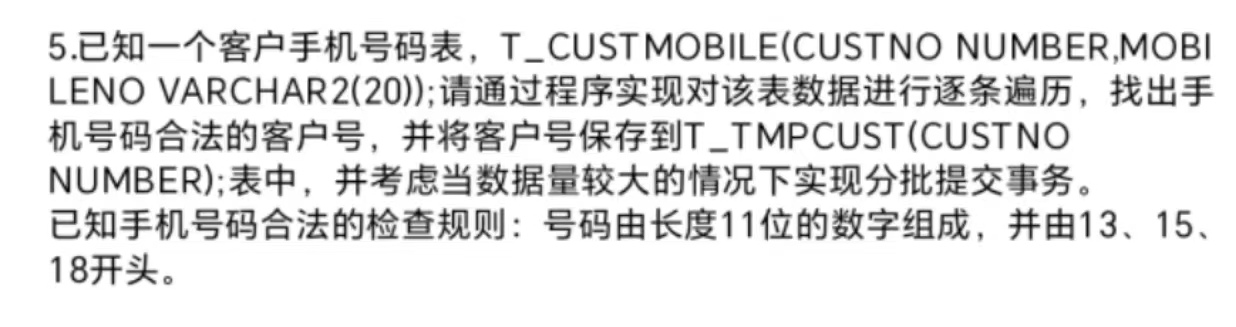 5.已知一个客户手机号码表，T_CUSTMOBILE(CUSTNO NUMBER,MOBI
LENO VARCHAR2(20));请通过程序实现对该表数据进行逐条遍历，找出手
机号码合法的客户号，并将客户号保存到T_TMPCUST(CUSTNO
NUMBER);表中，并考虑当数据量较大的情况下实现分批提交事务。
已知手机号码合法的检查规则：号码由长度11位的数字组成，并由13、15、
18开头。